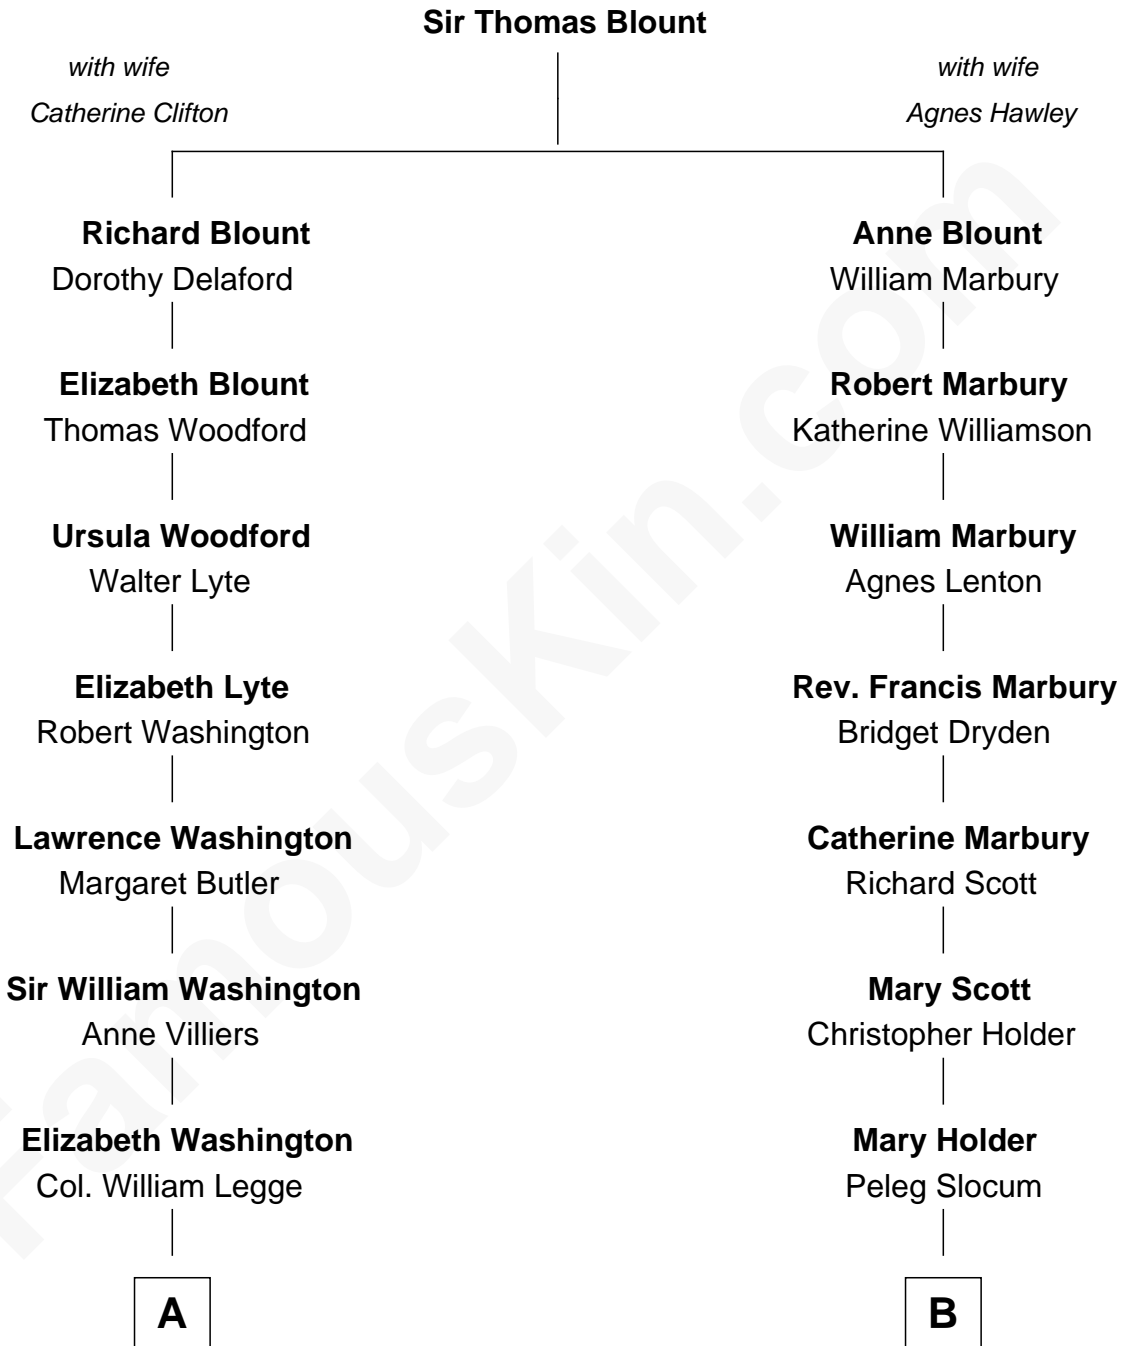 Sir Thomas Blount
with wife
Catherine Clifton
with wife
Agnes Hawley
Richard Blount
Dorothy Delaford
Anne Blount
William Marbury
Elizabeth Blount
Thomas Woodford
Robert Marbury
Katherine Williamson
Ursula Woodford
Walter Lyte
William Marbury
Agnes Lenton
Elizabeth Lyte
Robert Washington
Rev. Francis Marbury
Bridget Dryden
Lawrence Washington
Margaret Butler
Catherine Marbury
Richard Scott
Sir William Washington
Anne Villiers
Mary Scott
Christopher Holder
Elizabeth Washington
Col. William Legge
Mary Holder
Peleg Slocum
A
B
FamousKin.com